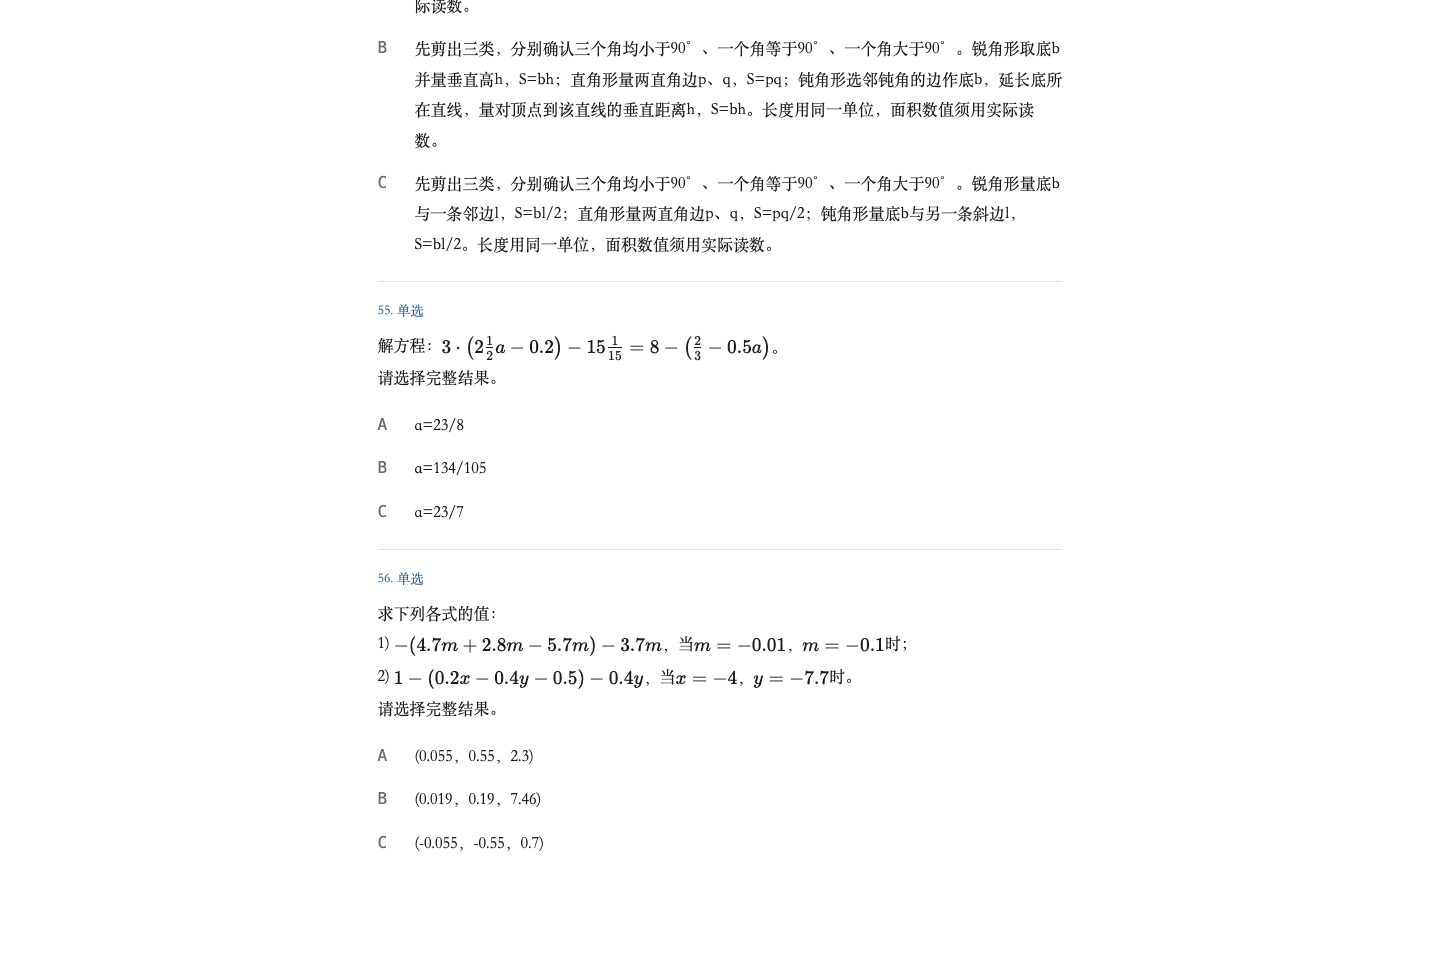 际读数。
B 先剪出三类，分别确认三个角均小于90°、一个角等于90°、一个角大于90°。锐角形取底b
并量垂直高h，S=bh；直角形量两直角边p、q，S=pq；钝角形选邻钝角的边作底b，延长底所
在直线，量对顶点到该直线的垂直距离h，S=bh。长度用同一单位，面积数值须用实际读
数。
C 先剪出三类，分别确认三个角均小于90°、一个角等于90°、一个角大于90°。锐角形量底b
与一条邻边l，S=bl/2；直角形量两直角边p、q，S=pq/2；钝角形量底b与另一条斜边l，
S=bl/2。长度用同一单位，面积数值须用实际读数。
55. 单选
解方程：3 · (2 1/2 a − 0.2) − 15 1/15 = 8 − (2/3 − 0.5a)。
请选择完整结果。
A a=23/8
B a=134/105
C a=23/7
56. 单选
求下列各式的值：
1) −(4.7m + 2.8m − 5.7m) − 3.7m，当m = −0.01，m = −0.1时；
2) 1 − (0.2x − 0.4y − 0.5) − 0.4y，当x = −4，y = −7.7时。
请选择完整结果。
A (0.055，0.55，2.3)
B (0.019，0.19，7.46)
C (-0.055，-0.55，0.7)